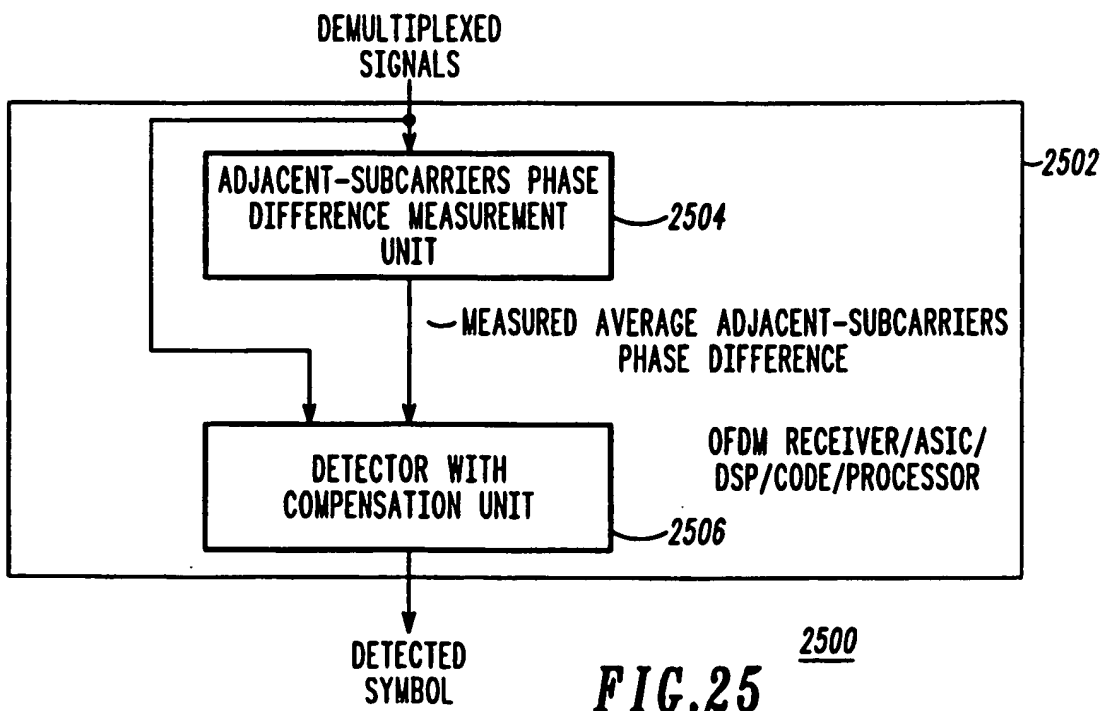 DEMULTIPLEXED
SIGNALS
2502
ADJACENT-SUBCARRIERS PHASE
DIFFERENCE MEASUREMENT
UNIT
2504
MEASURED AVERAGE ADJACENT-SUBCARRIERS
PHASE DIFFERENCE
DETECTOR WITH
COMPENSATION UNIT
2506
OFDM RECEIVER/ASIC/
DSP/CODE/PROCESSOR
DETECTED
SYMBOL
2500
FIG.25